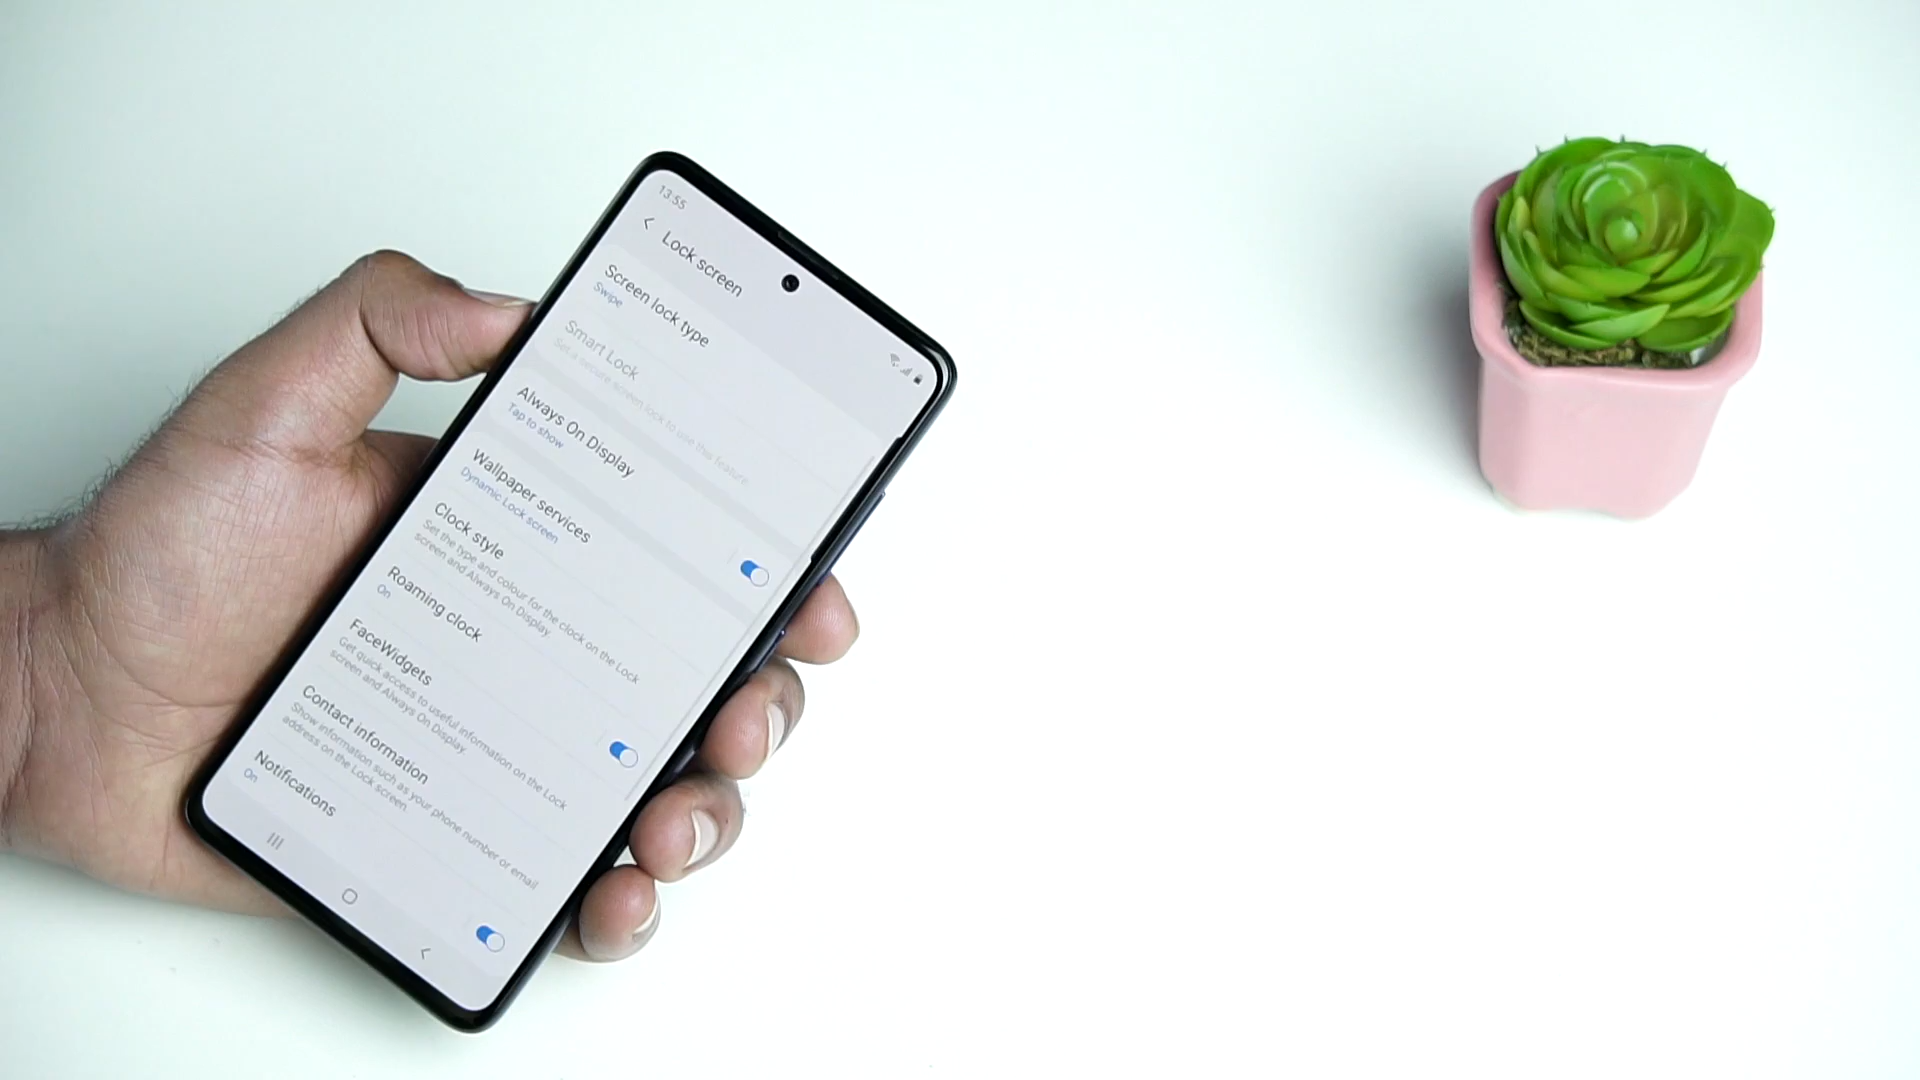 13:55
Lock screen
Screen lock type
Swipe
Smart Lock
Set a secure screen lock to use this feature.
Always On Display
Tap to show
Wallpaper services
Dynamic Lock screen
Clock style
Set the type and colour for the clock on the Lock
screen and Always On Display.
Roaming clock
On
FaceWidgets
Get quick access to useful information on the Lock
screen and Always On Display.
Contact information
Show information such as your phone number or email
address on the Lock screen.
Notifications
On